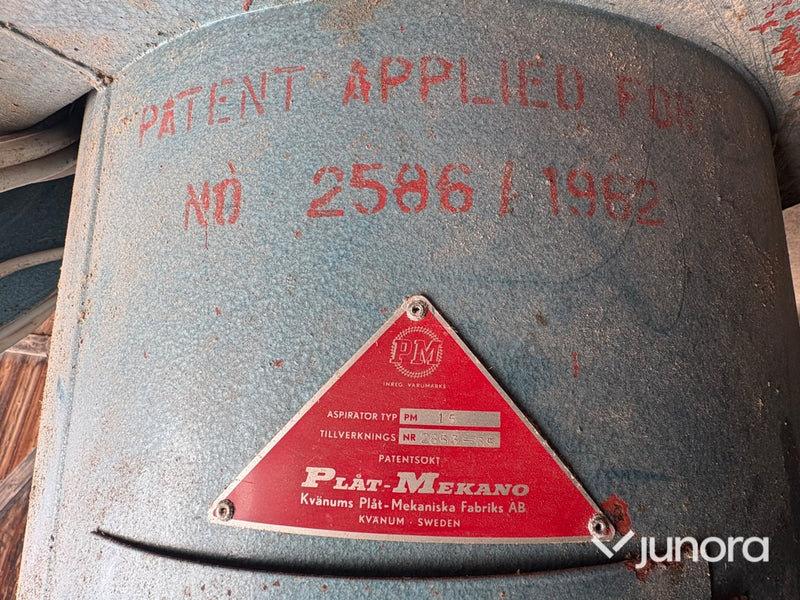 PATENT APPLIED FOR
NO 2586/1962
PM
INREG. VARUMÄRKE
ASPIRATOR TYP PM 15
TILLVERKNINGS NR
PATENTSÖKT
PLÅT-MEKANO
Kvänums Plåt-Mekaniska Fabriks AB
KVÄNUM - SWEDEN
junora